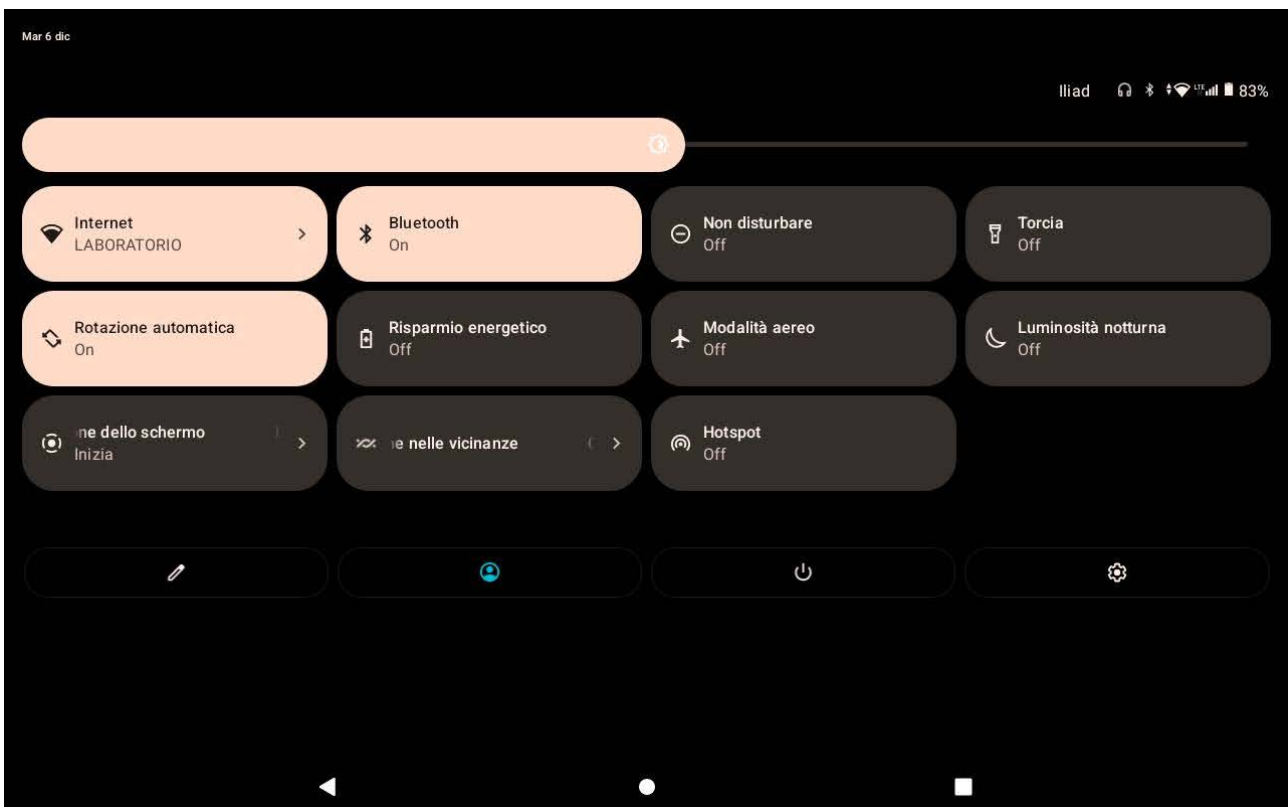 Mar 6 dic
Iliad LTE 83%
Internet
LABORATORIO
Bluetooth
On
Non disturbare
Off
Torcia
Off
Rotazione automatica
On
Risparmio energetico
Off
Modalità aereo
Off
Luminosità notturna
Off
ne dello schermo
Inizia
e nelle vicinanze
Hotspot
Off